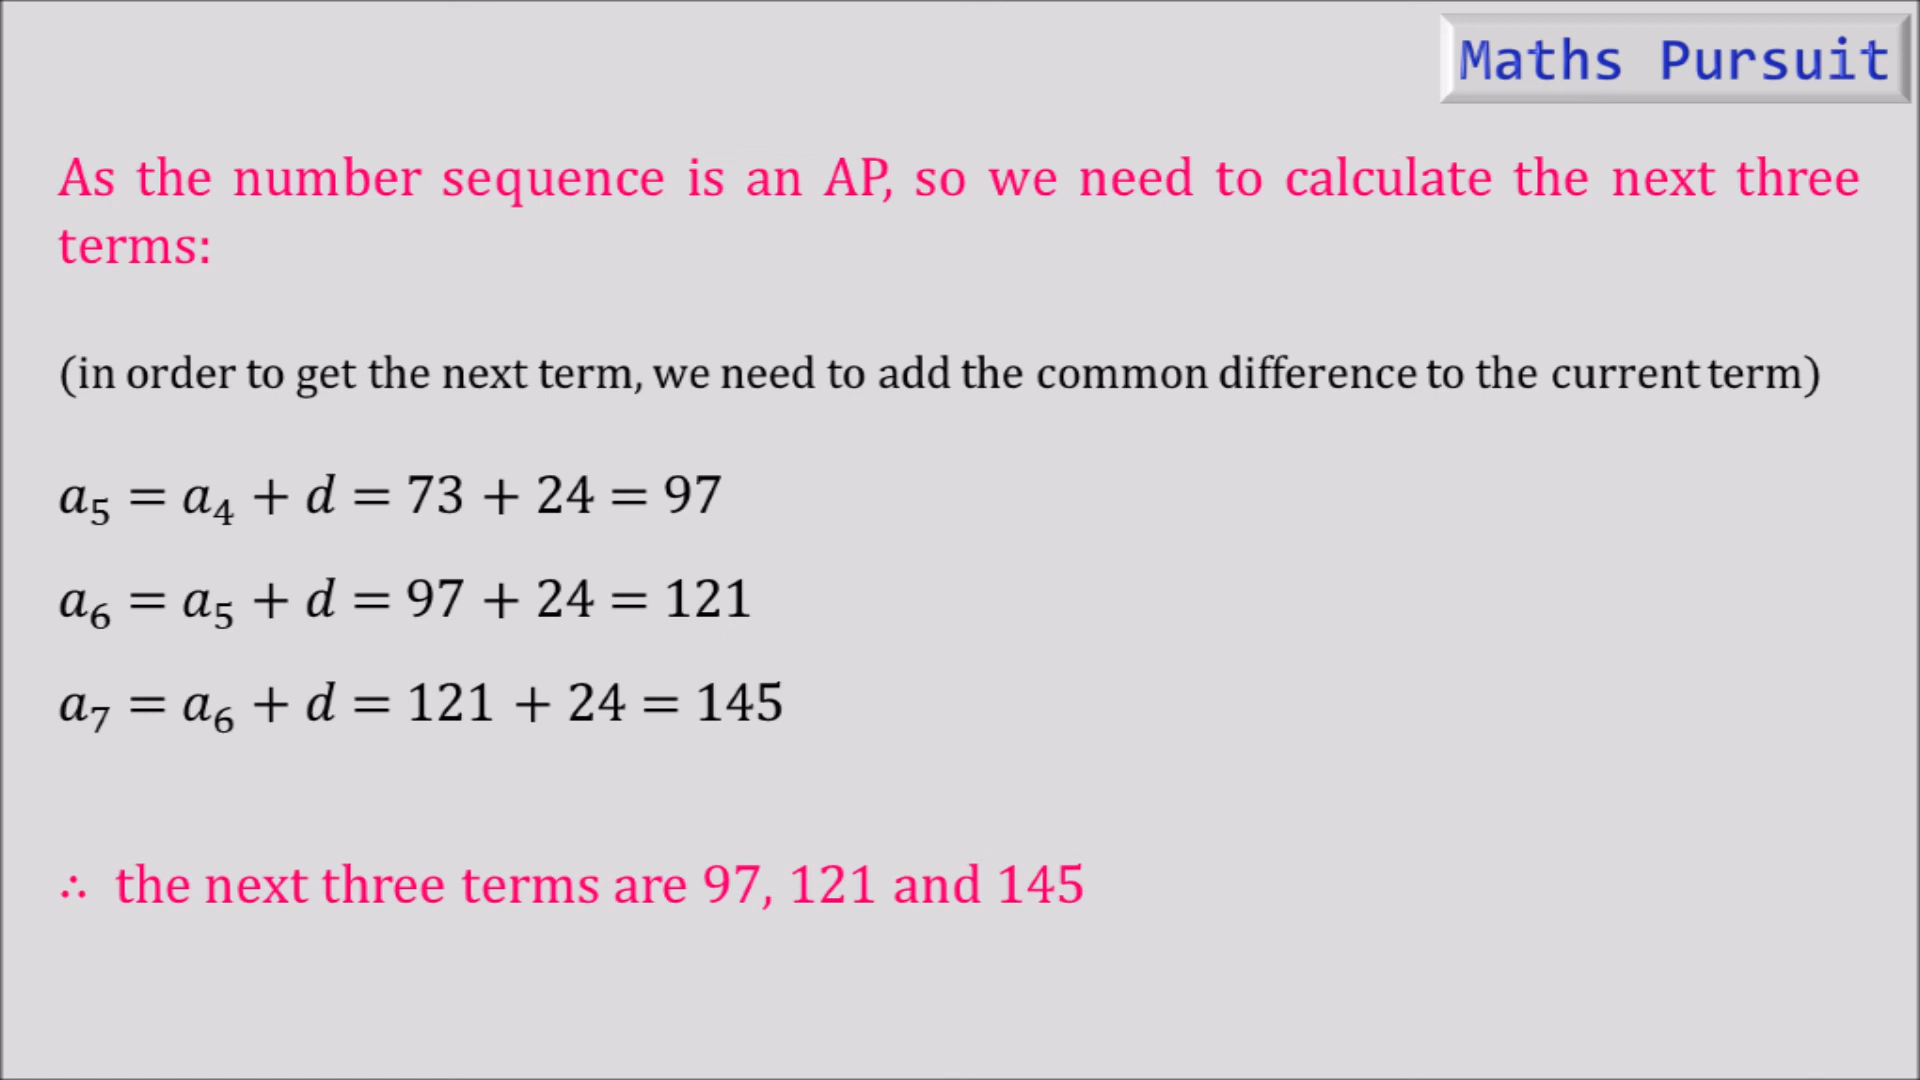 Maths Pursuit
As the number sequence is an AP, so we need to calculate the next three
terms:
(in order to get the next term, we need to add the common difference to the current term)
a₅ = a₄ + d = 73 + 24 = 97
a₆ = a₅ + d = 97 + 24 = 121
a₇ = a₆ + d = 121 + 24 = 145
∴ the next three terms are 97, 121 and 145